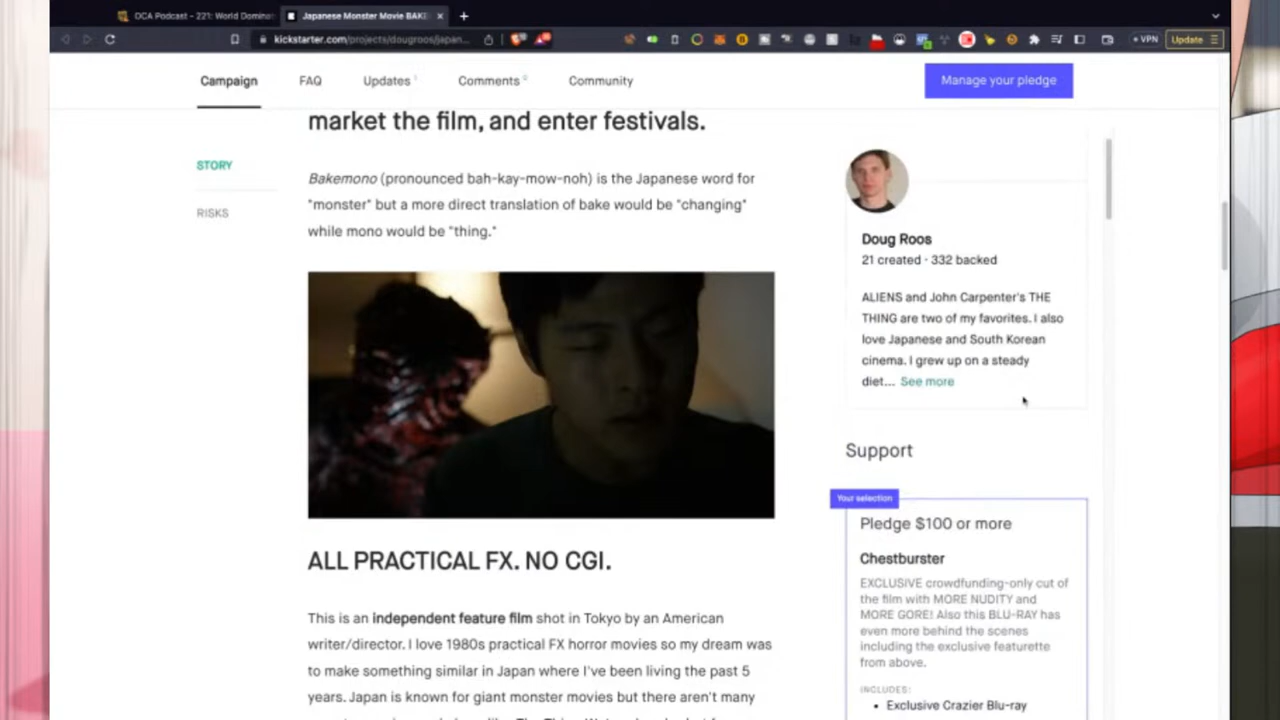 OCA Podcast - 221: World Domina
Japanese Monster Movie BAKE
kickstarter.com/projects/dougroos/japan...
VPN
Update
Campaign
FAQ
Updates 1
Comments 0
Community
Manage your pledge
market the film, and enter festivals.
STORY
RISKS
Bakemono (pronounced bah-kay-mow-noh) is the Japanese word for
"monster" but a more direct translation of bake would be "changing"
while mono would be "thing."
Doug Roos
21 created · 332 backed
ALIENS and John Carpenter's THE
THING are two of my favorites. I also
love Japanese and South Korean
cinema. I grew up on a steady
diet... See more
Support
Your selection
Pledge $100 or more
Chestburster
EXCLUSIVE crowdfunding-only cut of
the film with MORE NUDITY and
MORE GORE! Also this BLU-RAY has
even more behind the scenes
including the exclusive featurette
from above.
INCLUDES:
• Exclusive Crazier Blu-ray
ALL PRACTICAL FX. NO CGI.
This is an independent feature film shot in Tokyo by an American
writer/director. I love 1980s practical FX horror movies so my dream was
to make something similar in Japan where I've been living the past 5
years. Japan is known for giant monster movies but there aren't many